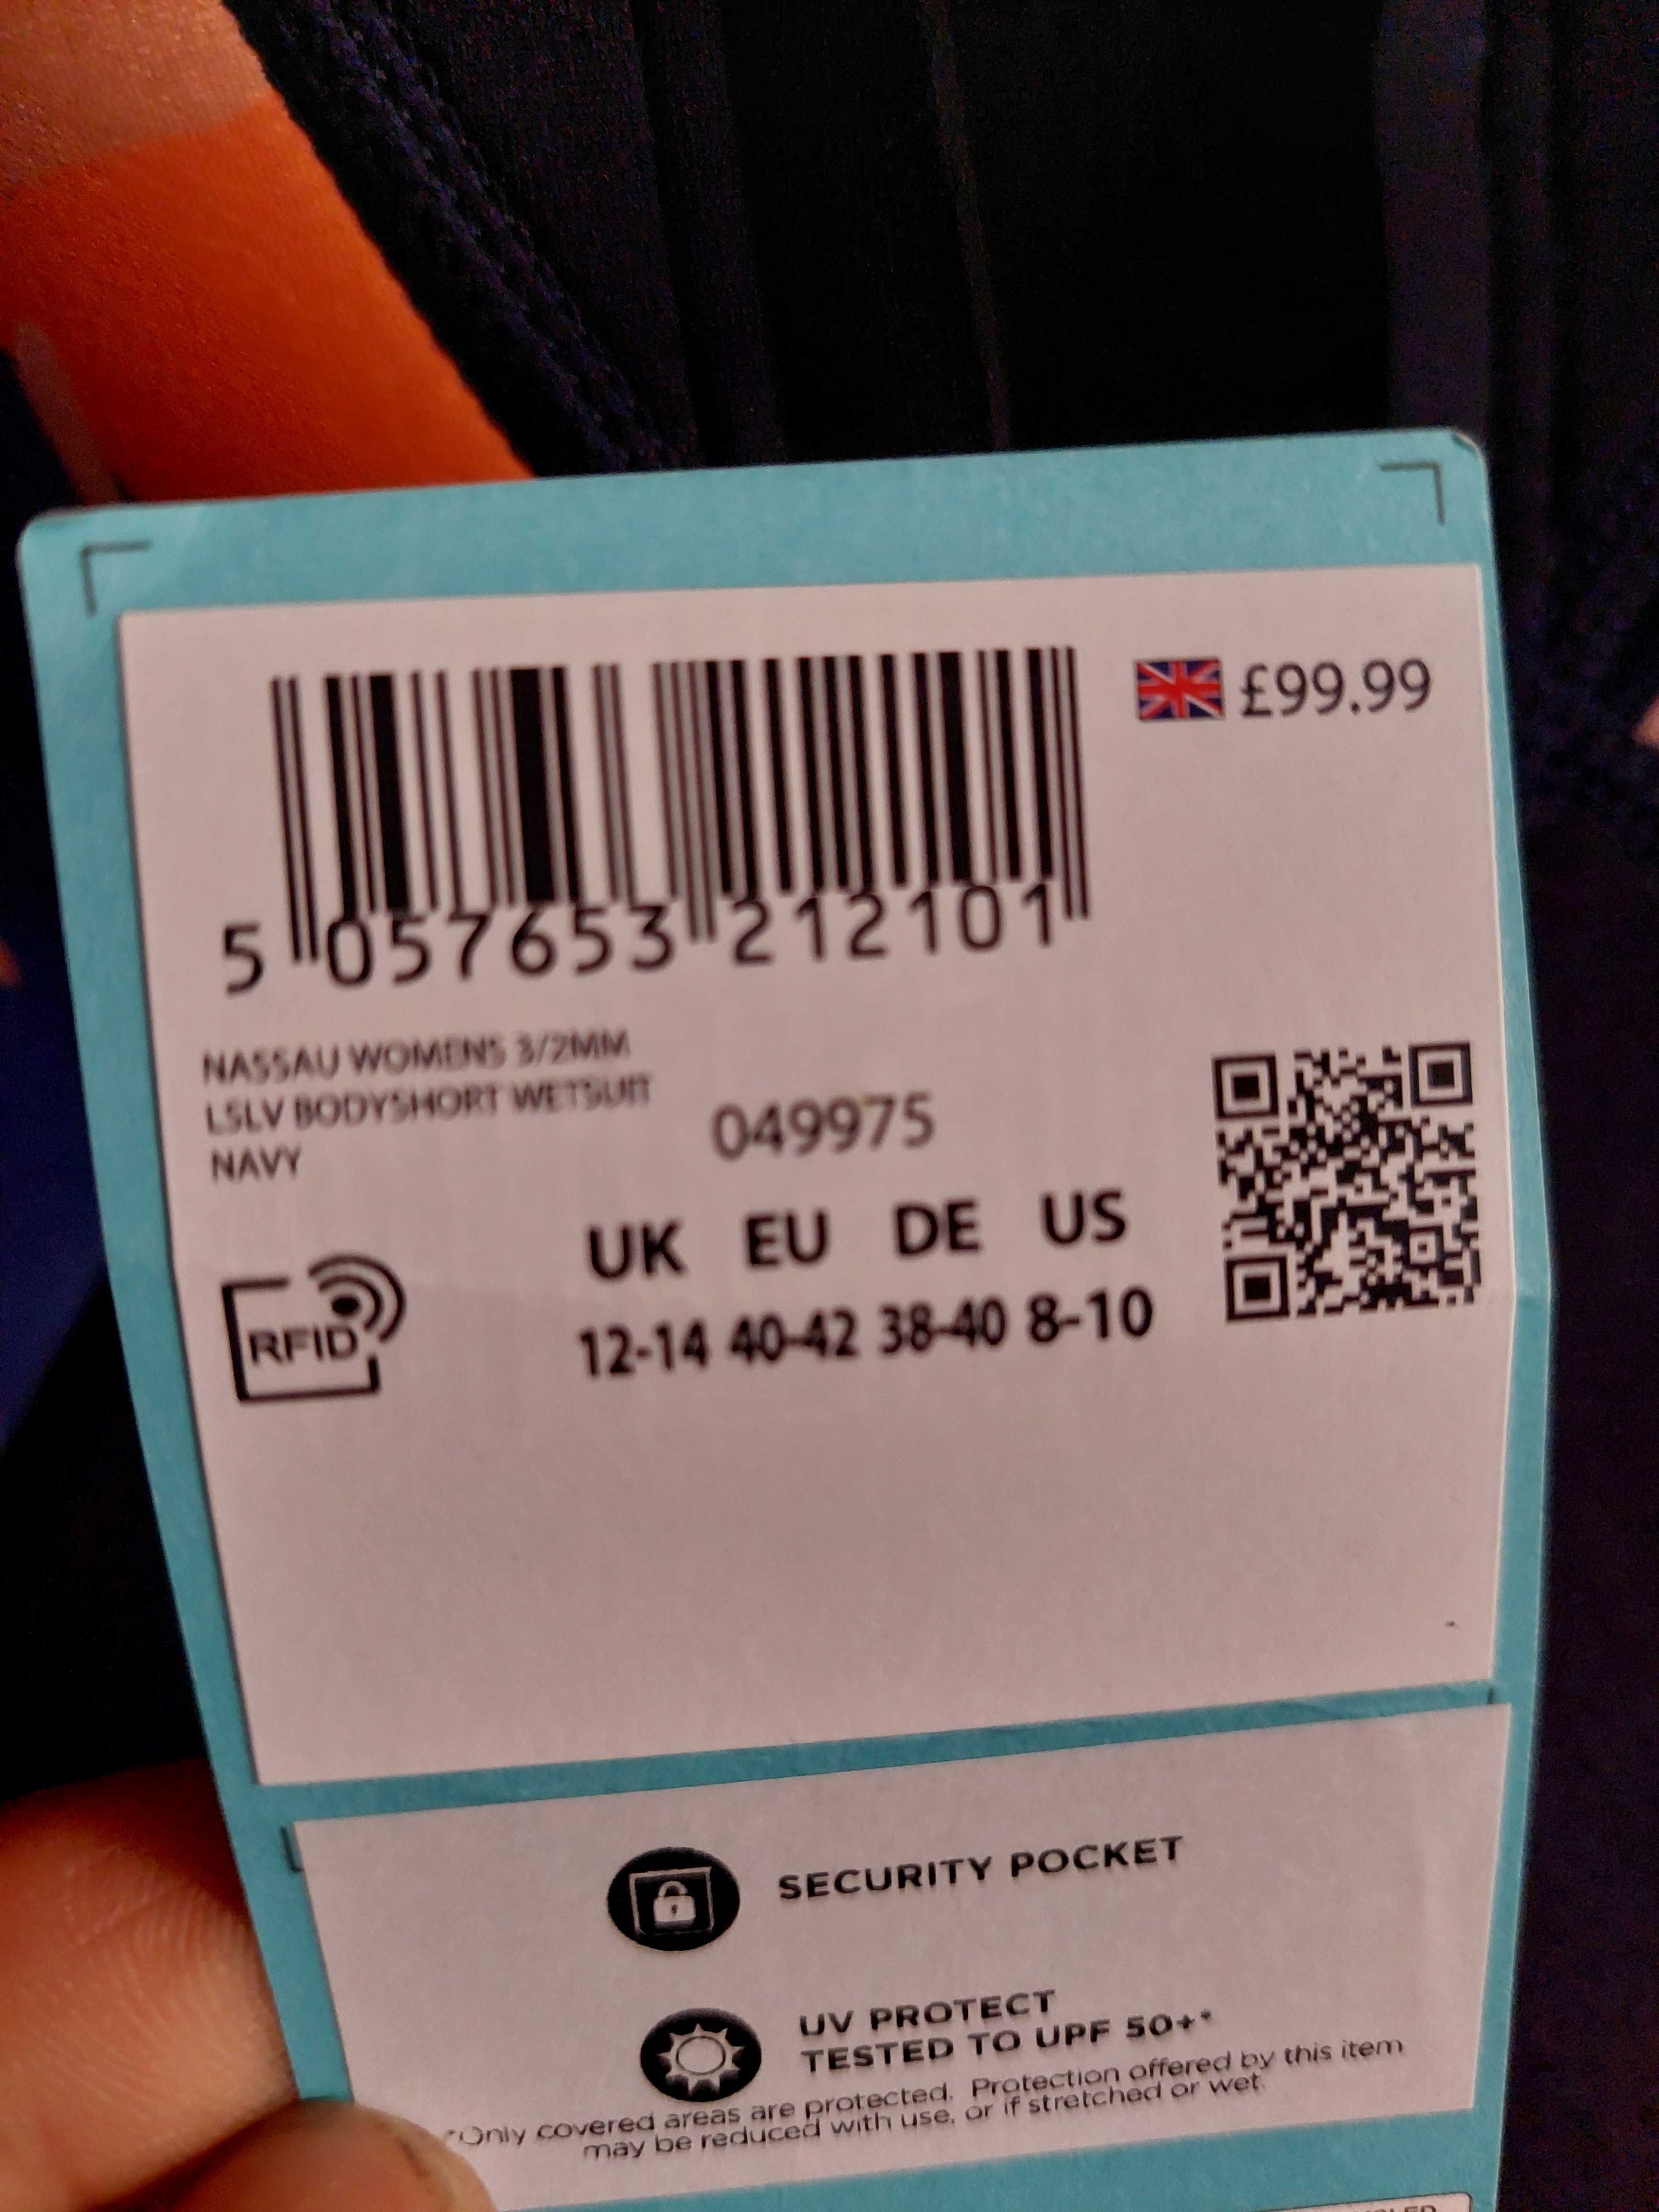 £99.99
5 057653 212101
NASSAU WOMENS 3/2MM
LSLV BODYSHORT WETSUIT
NAVY
049975
UK EU DE US
12-14 40-42 38-40 8-10
RFID
SECURITY POCKET
UV PROTECT
TESTED TO UPF 50+*
*Only covered areas are protected. Protection offered by this item
may be reduced with use, or if stretched or wet.